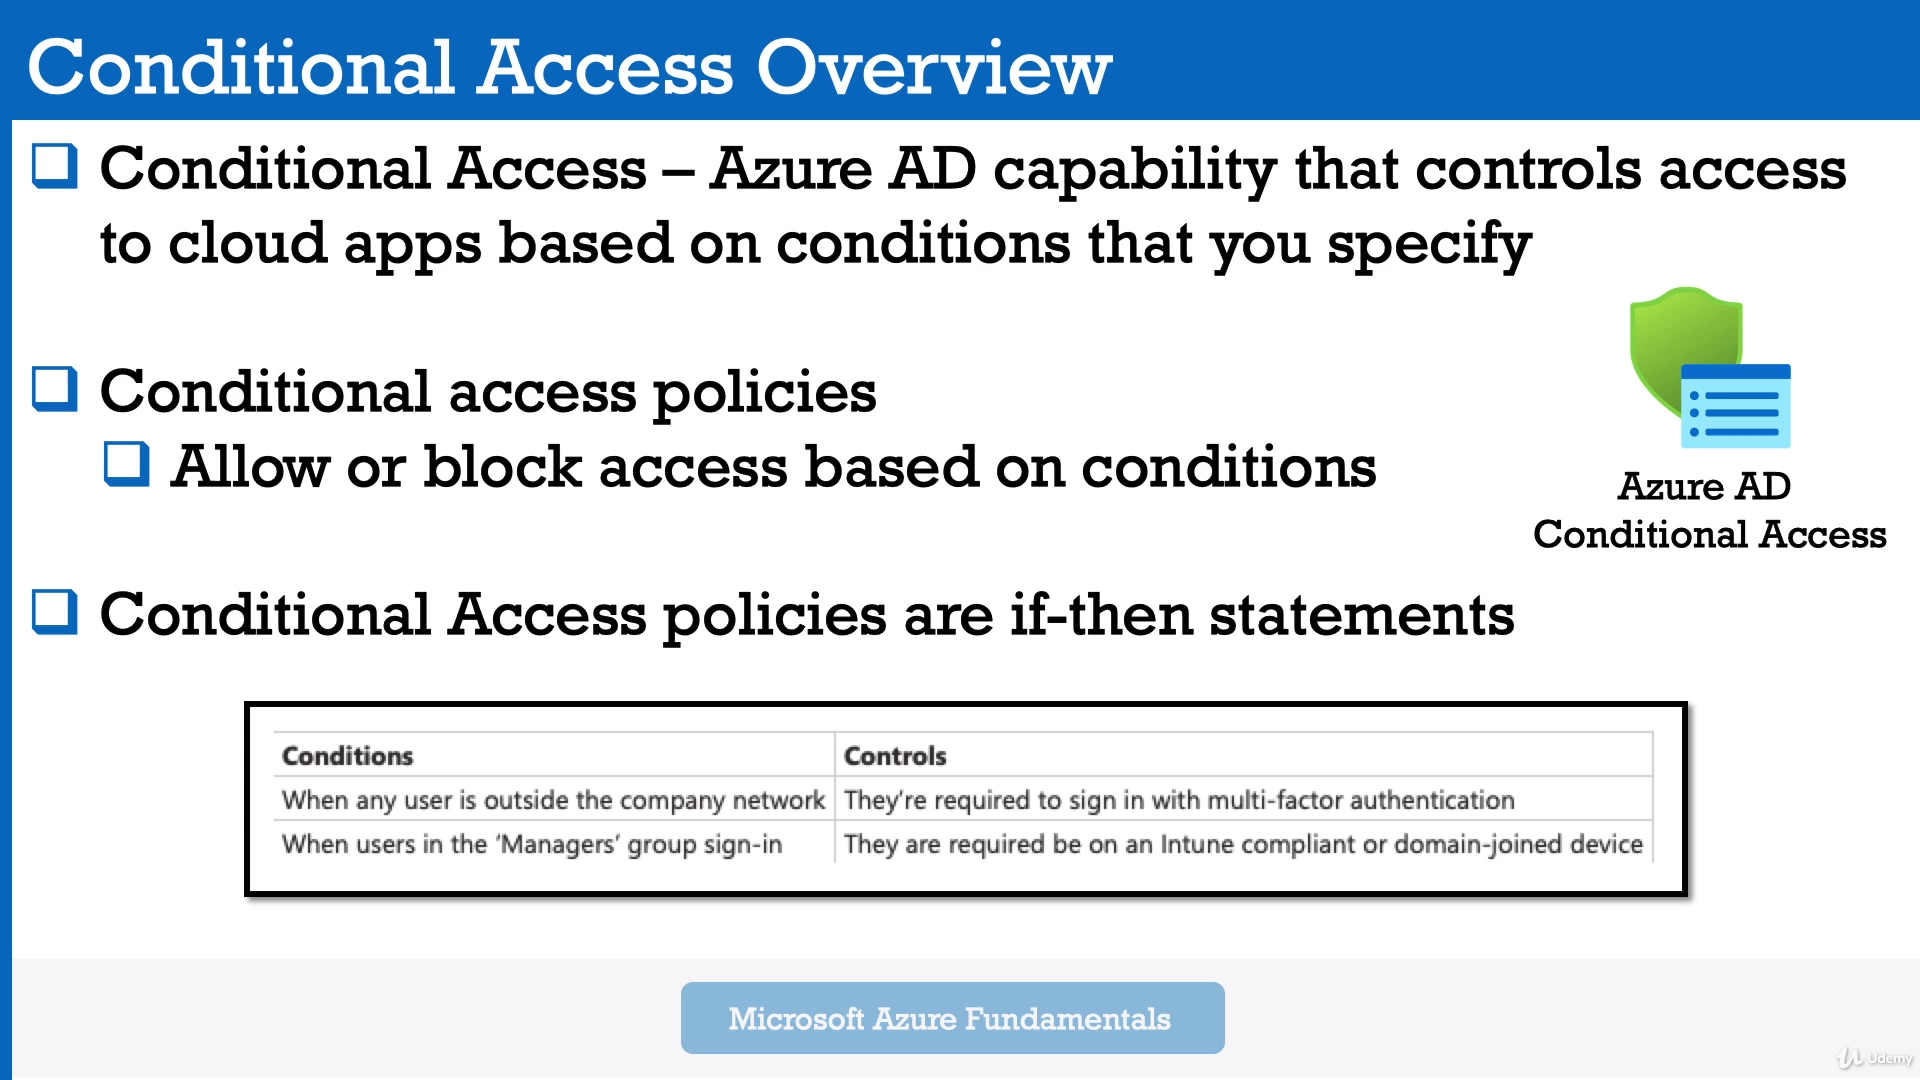 Conditional Access Overview
Conditional Access – Azure AD capability that controls access
to cloud apps based on conditions that you specify
Conditional access policies
Allow or block access based on conditions
Azure AD
Conditional Access
Conditional Access policies are if-then statements
Conditions Controls
When any user is outside the company network They're required to sign in with multi-factor authentication
When users in the ‘Managers’ group sign-in They are required be on an Intune compliant or domain-joined device
Microsoft Azure Fundamentals
Udemy